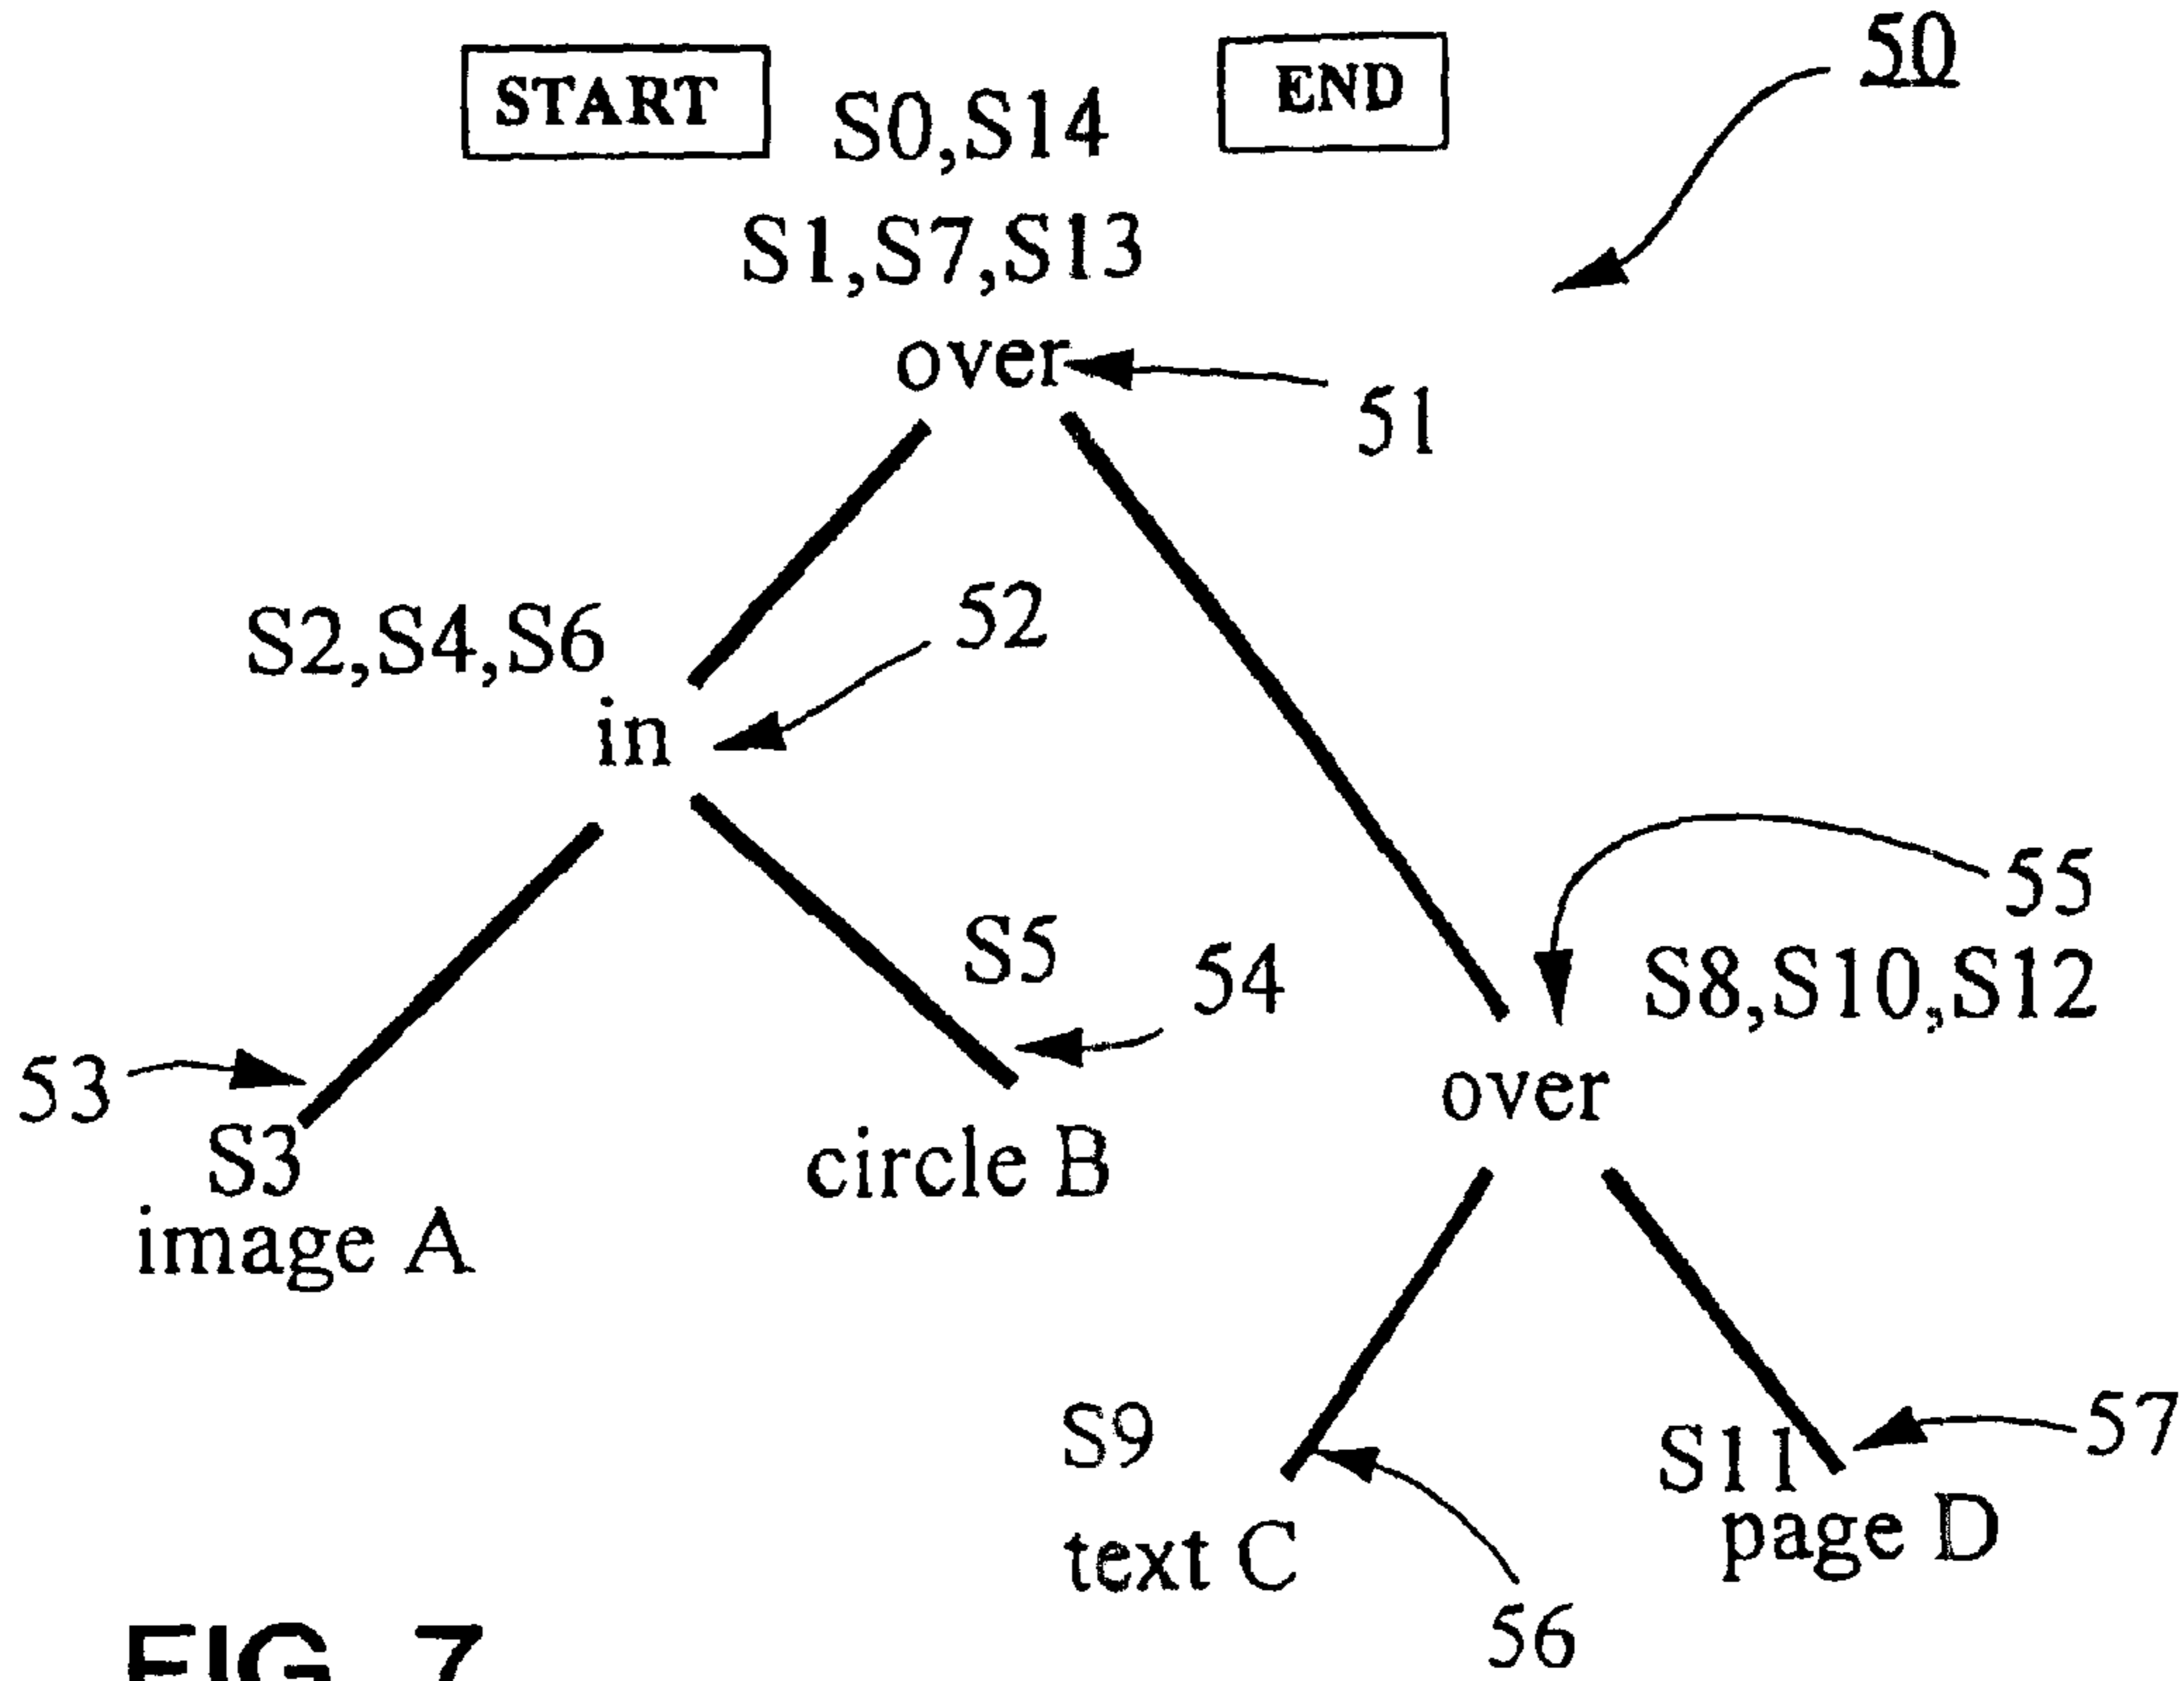 START
END
50
S0,S14
S1,S7,S13
over
51
S2,S4,S6
52
in
55
S5
54
S8,S10,S12
53
over
S3
circle B
image A
S9
57
S11
text C
page D
56
FIG. 7